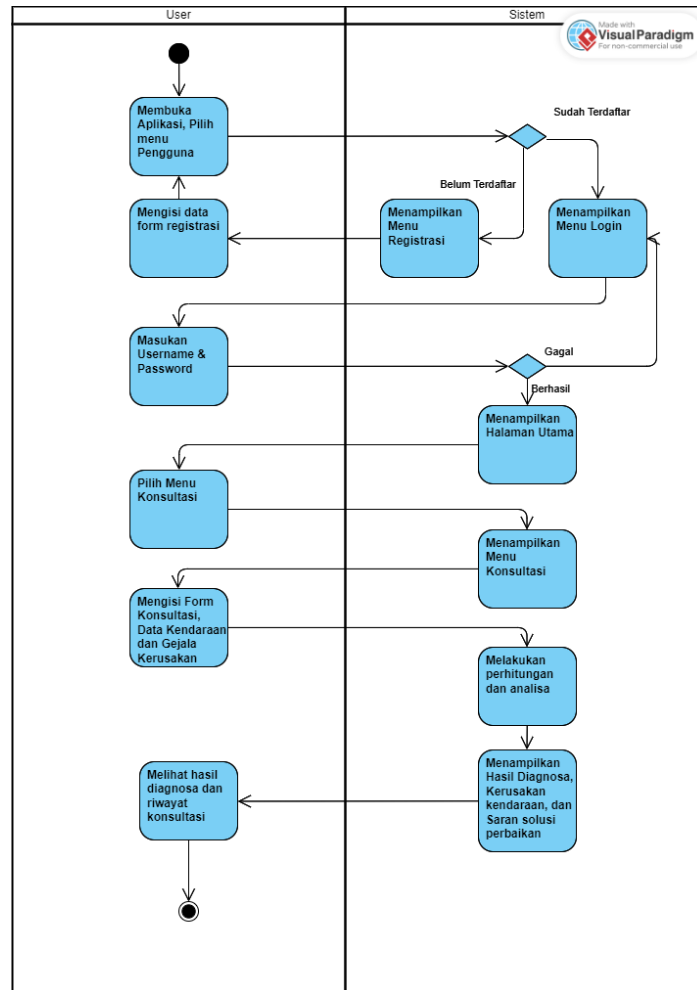 User
Sistem
Made with
VisualParadigm
For non-commercial use
Membuka
Aplikasi, Pilih
menu
Pengguna
Sudah Terdaftar
Belum Terdaftar
Mengisi data
form registrasi
Menampilkan
Menu
Registrasi
Menampilkan
Menu Login
Masukan
Username &
Password
Gagal
Berhasil
Menampilkan
Halaman Utama
Pilih Menu
Konsultasi
Menampilkan
Menu
Konsultasi
Mengisi Form
Konsultasi,
Data Kendaraan
dan Gejala
Kerusakan
Melakukan
perhitungan
dan analisa
Melihat hasil
diagnosa dan
riwayat
konsultasi
Menampilkan
Hasil Diagnosa,
Kerusakan
kendaraan, dan
Saran solusi
perbaikan